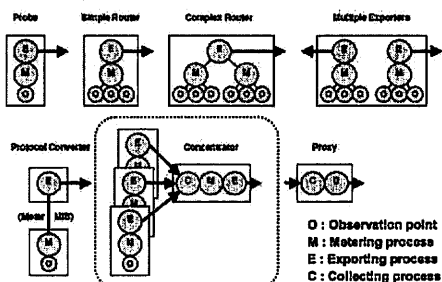 Probe
Simple Router
Complex Router
Multiple Exporters
E
E
E
E
E
M
M
M
M
M
M
O
O O O
O O O
O O O
O O O
O O O
Protocol Converter
Concentrator
Proxy
E
(Meter MIB)
M
O
E
M
E
M
E
M
O
C M E
C E
O : Observation point
M : Metering process
E : Exporting process
C : Collecting process